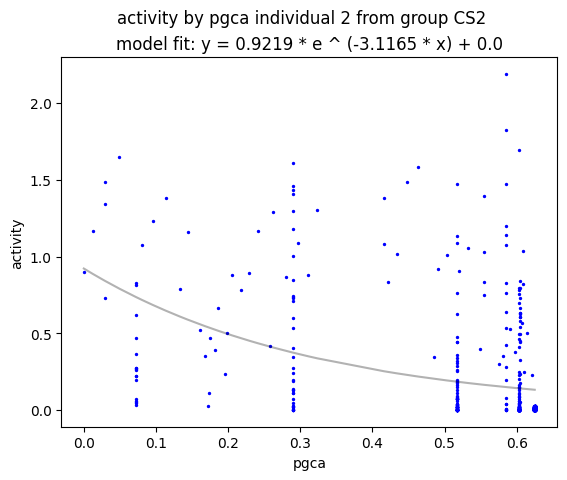 activity by pgca individual 2 from group CS2
model fit: y = 0.9219 * e ^ (-3.1165 * x) + 0.0
2.0
1.5
1.0
0.5
0.0
activity
0.0 0.1 0.2 0.3 0.4 0.5 0.6
pgca